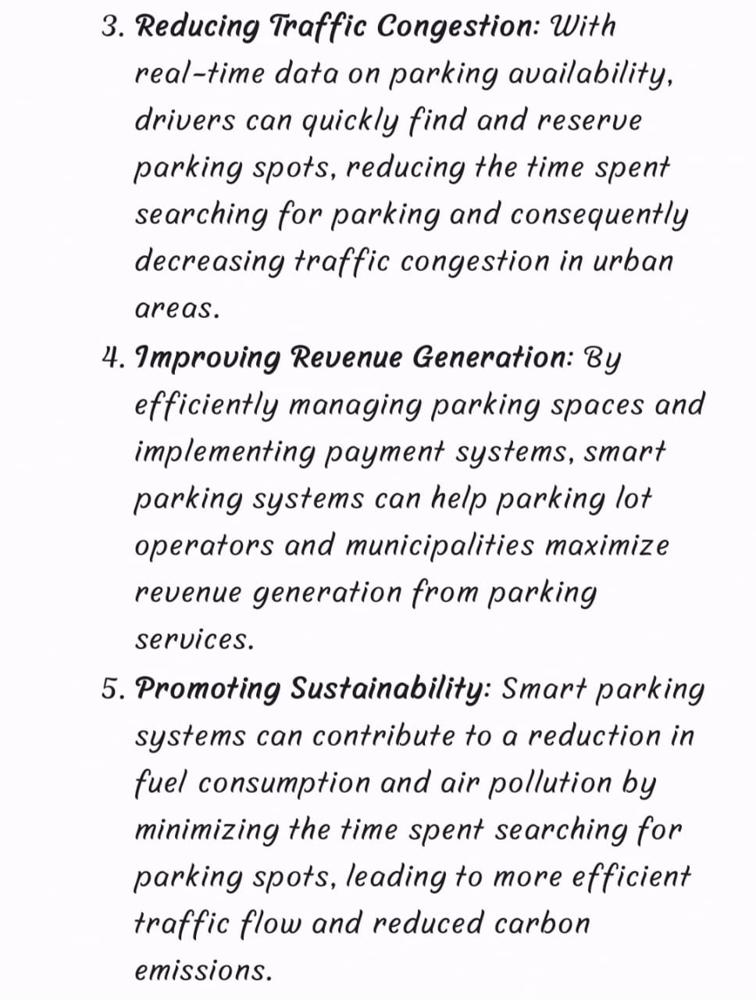 3. Reducing Traffic Congestion: With
real-time data on parking availability,
drivers can quickly find and reserve
parking spots, reducing the time spent
searching for parking and consequently
decreasing traffic congestion in urban
areas.
4. Improving Revenue Generation: By
efficiently managing parking spaces and
implementing payment systems, smart
parking systems can help parking lot
operators and municipalities maximize
revenue generation from parking
services.
5. Promoting Sustainability: Smart parking
systems can contribute to a reduction in
fuel consumption and air pollution by
minimizing the time spent searching for
parking spots, leading to more efficient
traffic flow and reduced carbon
emissions.